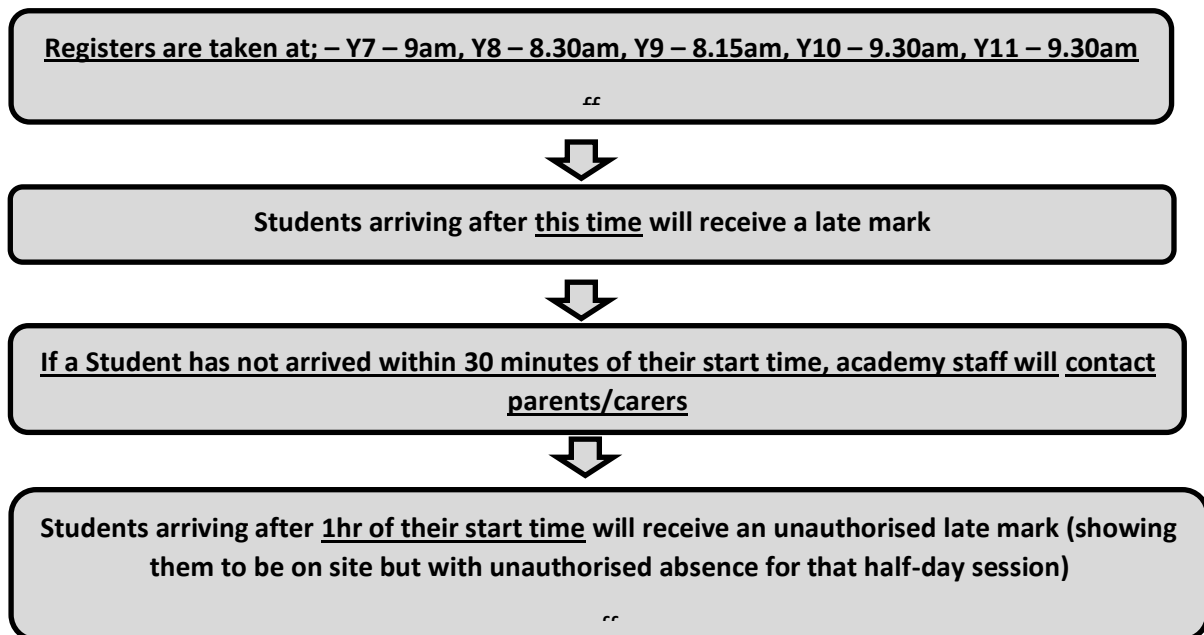 Registers are taken at; – Y7 – 9am, Y8 – 8.30am, Y9 – 8.15am, Y10 – 9.30am, Y11 – 9.30am
Students arriving after this time will receive a late mark
If a Student has not arrived within 30 minutes of their start time, academy staff will contact
parents/carers
Students arriving after 1hr of their start time will receive an unauthorised late mark (showing
them to be on site but with unauthorised absence for that half-day session)